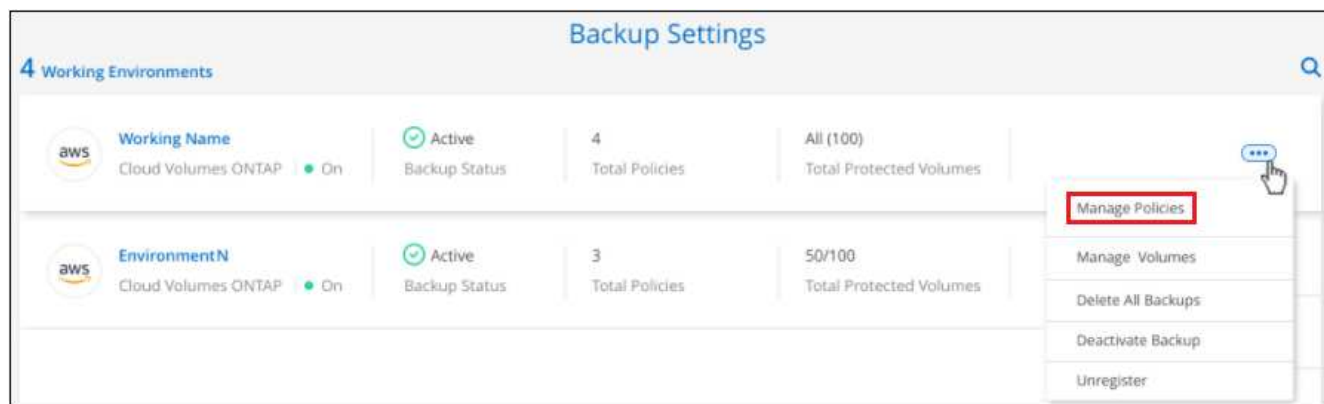 Backup Settings
4 Working Environments
aws
Working Name
Cloud Volumes ONTAP On
Active
Backup Status
4
Total Policies
All (100)
Total Protected Volumes
Manage Policies
Manage Volumes
Delete All Backups
Deactivate Backup
Unregister
aws
EnvironmentN
Cloud Volumes ONTAP On
Active
Backup Status
3
Total Policies
50/100
Total Protected Volumes